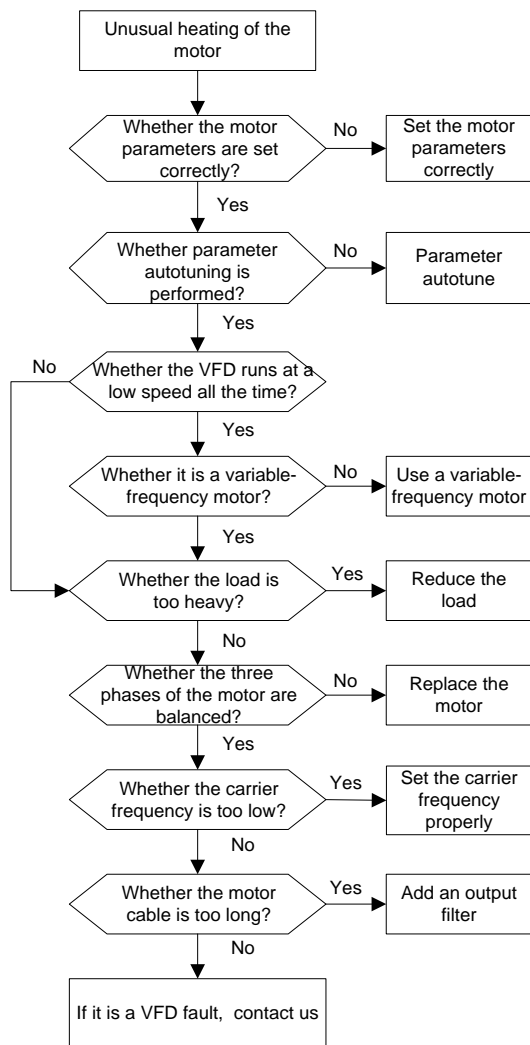 Unusual heating of the
motor
Whether the motor
parameters are set
correctly?
No
Set the motor
parameters
correctly
Yes
Whether parameter
autotuning is
performed?
No
Parameter
autotune
Yes
No
Whether the VFD runs at a
low speed all the time?
Yes
Whether it is a variable-
frequency motor?
No
Use a variable-
frequency motor
Yes
Whether the load is
too heavy?
Yes
Reduce the
load
No
Whether the three
phases of the motor are
balanced?
No
Replace the
motor
Yes
Whether the carrier
frequency is too low?
Yes
Set the carrier
frequency
properly
No
Whether the motor
cable is too long?
Yes
Add an output
filter
No
If it is a VFD fault, contact us